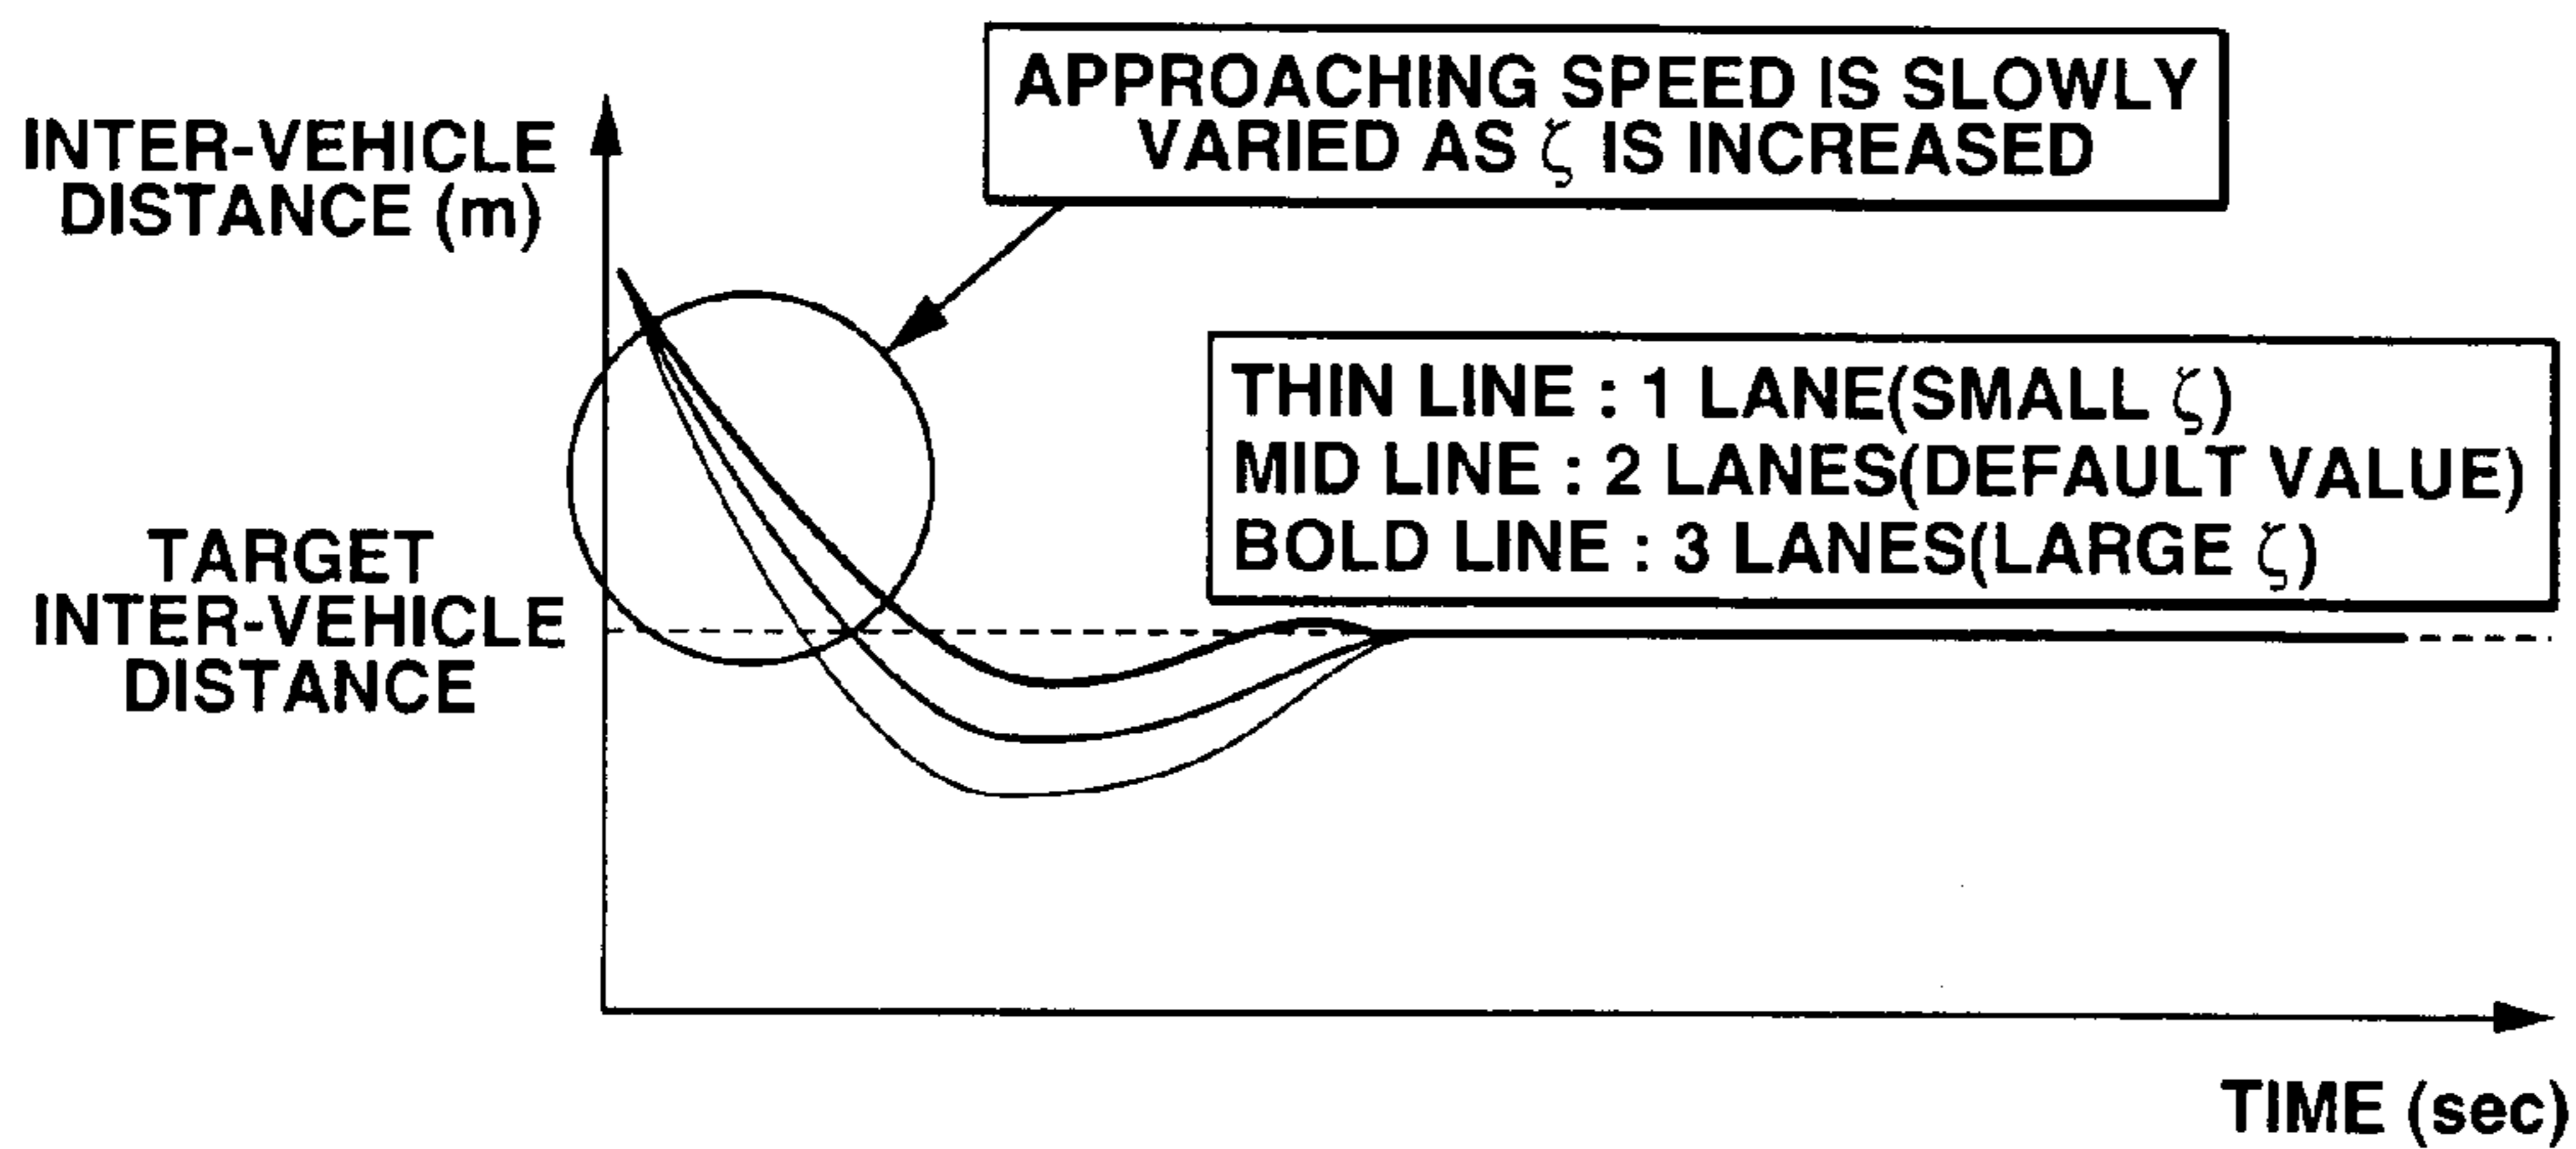 APPROACHING SPEED IS SLOWLY
VARIED AS ζ IS INCREASED
INTER-VEHICLE
DISTANCE (m)
THIN LINE : 1 LANE(SMALL ζ)
MID LINE : 2 LANES(DEFAULT VALUE)
BOLD LINE : 3 LANES(LARGE ζ)
TARGET
INTER-VEHICLE
DISTANCE
TIME (sec)